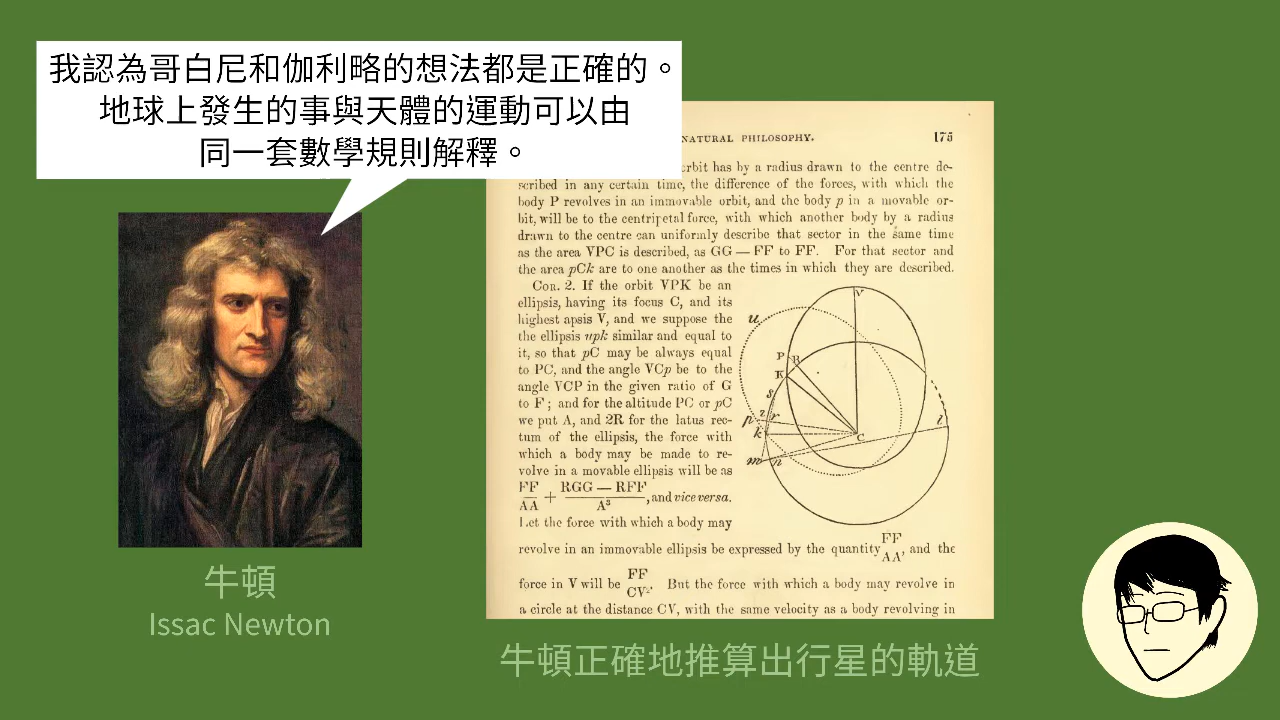 我認為哥白尼和伽利略的想法都是正確的。
地球上發生的事與天體的運動可以由
同一套數學規則解釋。
牛頓
Issac Newton
NATURAL PHILOSOPHY. 175
rbit has by a radius drawn to the centre de-
scribed in any certain time, the difference of the forces, with which the
body P revolves in an immovable orbit, and the body p in a movable or-
bit, will be to the centripetal force, with which another body by a radius
drawn to the centre can uniformly describe that sector in the same time
as the area VPC is described, as GG — FF to FF. For that sector and
the area pCk are to one another as the times in which they are described.
COR. 2. If the orbit VPK be an
ellipsis, having its focus C, and its
highest apsis V, and we suppose the
the ellipsis upk similar and equal to
it, so that pC may be always equal
to PC, and the angle VCp be to the
angle VCP in the given ratio of G
to F; and for the altitude PC or pC
we put A, and 2R for the latus rec-
tum of the ellipsis, the force with
which a body may be made to re-
volve in a movable ellipsis will be as
FF/AA + RGG — RFF/A³, and vice versa.
Let the force with which a body may
revolve in an immovable ellipsis be expressed by the quantity FF/AA, and the
force in V will be FF/CV². But the force with which a body may revolve in
a circle at the distance CV, with the same velocity as a body revolving in
V
u
P R
K
s
z r
p
k
C
l
m n
牛頓正確地推算出行星的軌道